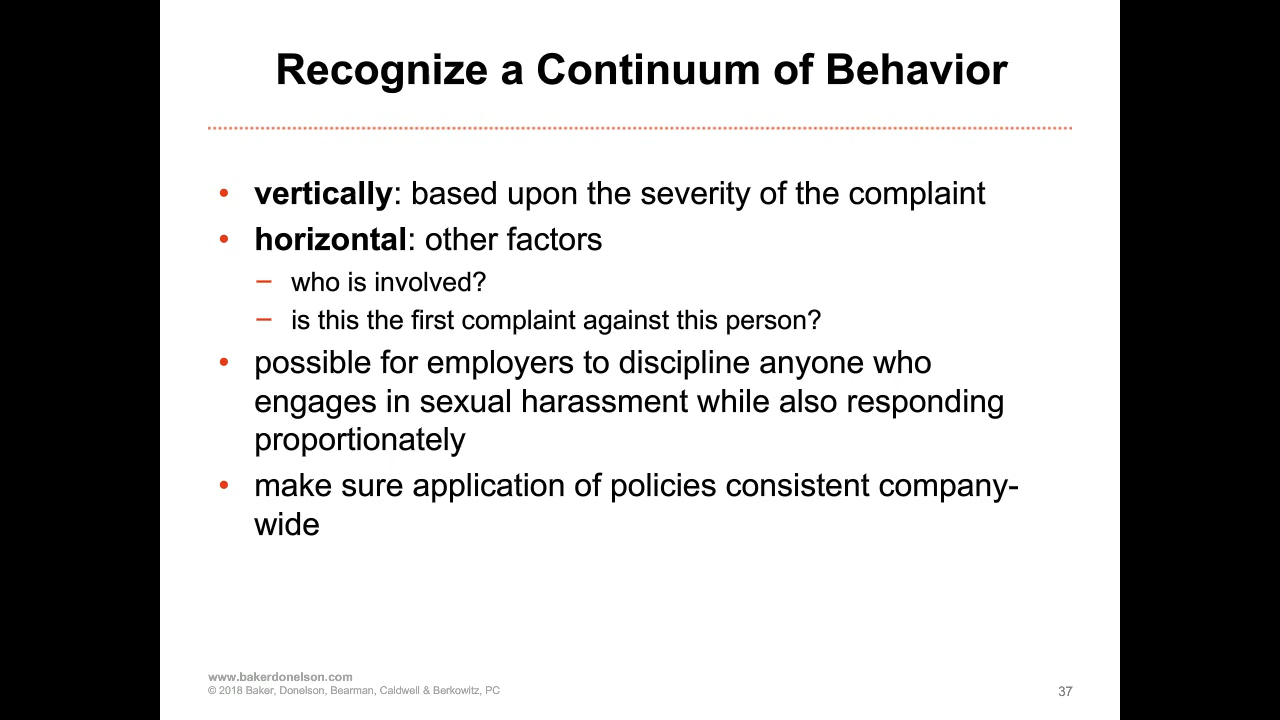 Recognize a Continuum of Behavior
• vertically: based upon the severity of the complaint
• horizontal: other factors
– who is involved?
– is this the first complaint against this person?
• possible for employers to discipline anyone who
engages in sexual harassment while also responding
proportionately
• make sure application of policies consistent company-
wide
www.bakerdonelson.com
© 2018 Baker, Donelson, Bearman, Caldwell & Berkowitz, PC
37